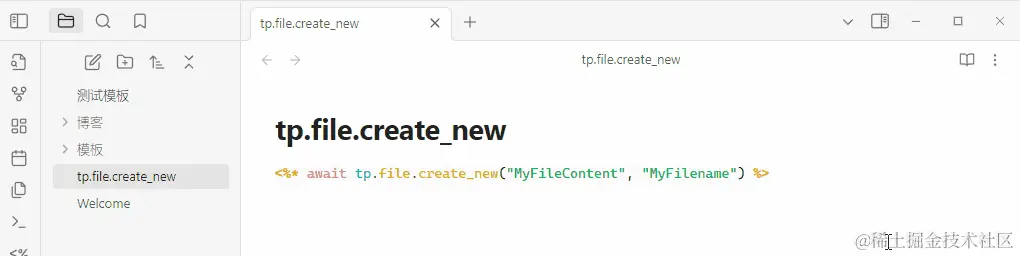 tp.file.create_new
tp.file.create_new
测试模板
博客
模板
tp.file.create_new
Welcome
tp.file.create_new
<%* await tp.file.create_new("MyFileContent", "MyFilename") %>
<%
@稀土掘金技术社区